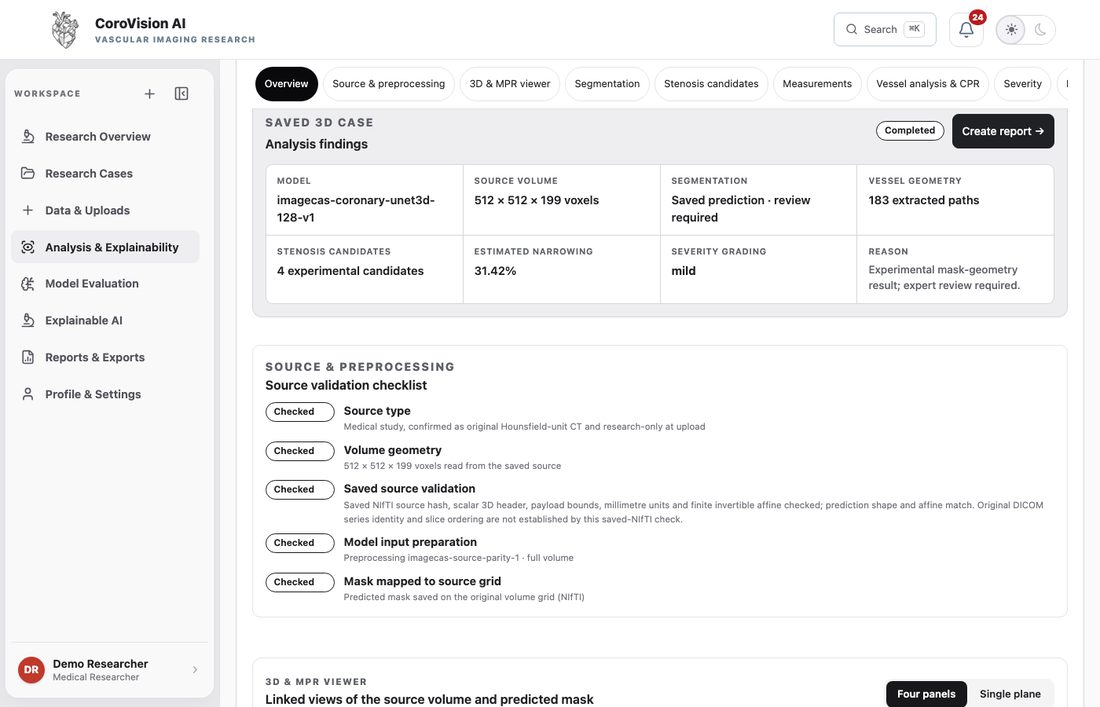 CoroVision AI
VASCULAR IMAGING RESEARCH
Search ⌘K
24
WORKSPACE
Research Overview
Research Cases
Data & Uploads
Analysis & Explainability
Model Evaluation
Explainable AI
Reports & Exports
Profile & Settings
DR
Demo Researcher
Medical Researcher
Overview
Source & preprocessing
3D & MPR viewer
Segmentation
Stenosis candidates
Measurements
Vessel analysis & CPR
Severity
SAVED 3D CASE
Analysis findings
Completed
Create report →
MODEL
imagecas-coronary-unet3d-
128-v1
SOURCE VOLUME
512 × 512 × 199 voxels
SEGMENTATION
Saved prediction · review
required
VESSEL GEOMETRY
183 extracted paths
STENOSIS CANDIDATES
4 experimental candidates
ESTIMATED NARROWING
31.42%
SEVERITY GRADING
mild
REASON
Experimental mask-geometry
result; expert review required.
SOURCE & PREPROCESSING
Source validation checklist
Checked
Source type
Medical study, confirmed as original Hounsfield-unit CT and research-only at upload
Checked
Volume geometry
512 × 512 × 199 voxels read from the saved source
Checked
Saved source validation
Saved NIfTI source hash, scalar 3D header, payload bounds, millimetre units and finite invertible affine checked; prediction shape and affine match. Original DICOM
series identity and slice ordering are not established by this saved-NIfTI check.
Checked
Model input preparation
Preprocessing imagecas-source-parity-1 · full volume
Checked
Mask mapped to source grid
Predicted mask saved on the original volume grid (NIfTI)
3D & MPR VIEWER
Linked views of the source volume and predicted mask
Four panels
Single plane